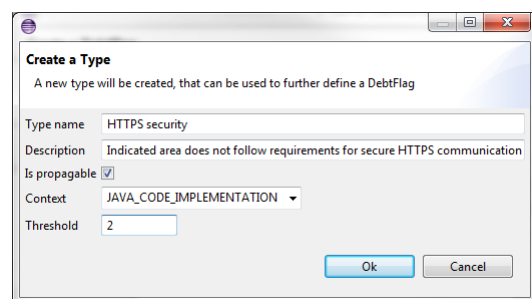 Create a Type
A new type will be created, that can be used to further define a DebtFlag
Type name HTTPS security
Description Indicated area does not follow requirements for secure HTTPS communication
Is propagable
Context JAVA_CODE_IMPLEMENTATION
Threshold 2
Ok Cancel